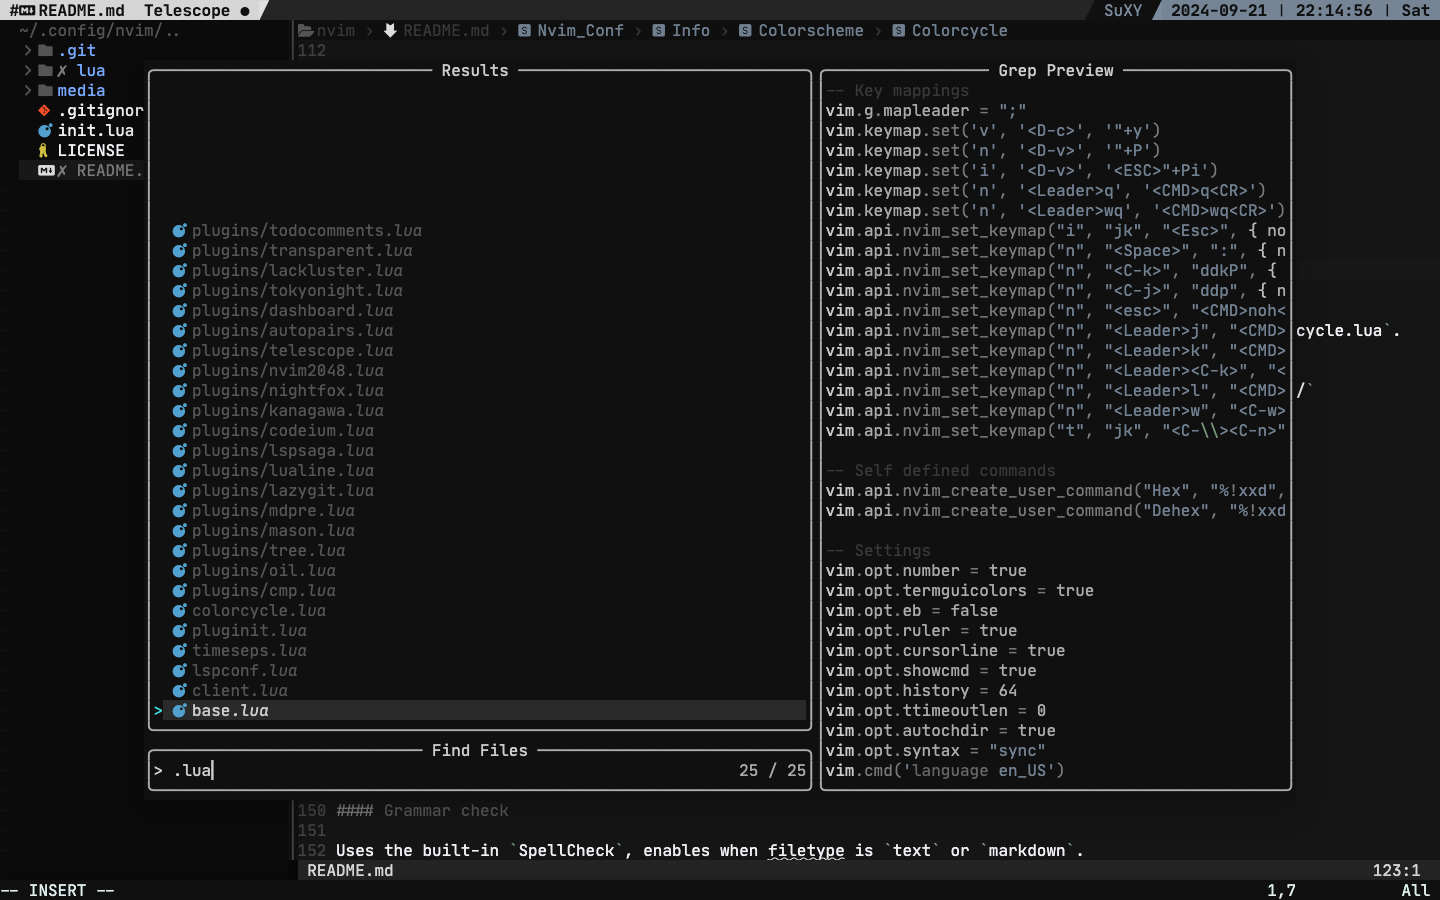 #README.md  Telescope ●
SuXY 2024-09-21 | 22:14:56 | Sat
~/.config/nvim/..
nvim › README.md › Nvim_Conf › Info › Colorscheme › Colorcycle
.git
✗ lua
media
.gitignor
init.lua
LICENSE
✗ README.
112
Results
plugins/todocomments.lua
plugins/transparent.lua
plugins/lackluster.lua
plugins/tokyonight.lua
plugins/dashboard.lua
plugins/autopairs.lua
plugins/telescope.lua
plugins/nvim2048.lua
plugins/nightfox.lua
plugins/kanagawa.lua
plugins/codeium.lua
plugins/lspsaga.lua
plugins/lualine.lua
plugins/lazygit.lua
plugins/mdpre.lua
plugins/mason.lua
plugins/tree.lua
plugins/oil.lua
plugins/cmp.lua
colorcycle.lua
pluginit.lua
timeseps.lua
lspconf.lua
client.lua
> base.lua
Find Files
> .lua 25 / 25
Grep Preview
-- Key mappings
vim.g.mapleader = ";"
vim.keymap.set('v', '<D-c>', '"+y')
vim.keymap.set('n', '<D-v>', '"+P')
vim.keymap.set('i', '<D-v>', '<ESC>"+Pi')
vim.keymap.set('n', '<Leader>q', '<CMD>q<CR>')
vim.keymap.set('n', '<Leader>wq', '<CMD>wq<CR>')
vim.api.nvim_set_keymap("i", "jk", "<Esc>", { no
vim.api.nvim_set_keymap("n", "<Space>", ":", { n
vim.api.nvim_set_keymap("n", "<C-k>", "ddkP", {
vim.api.nvim_set_keymap("n", "<C-j>", "ddp", { n
vim.api.nvim_set_keymap("n", "<esc>", "<CMD>noh<
vim.api.nvim_set_keymap("n", "<Leader>j", "<CMD>
vim.api.nvim_set_keymap("n", "<Leader>k", "<CMD>
vim.api.nvim_set_keymap("n", "<Leader><C-k>", "<
vim.api.nvim_set_keymap("n", "<Leader>l", "<CMD>
vim.api.nvim_set_keymap("n", "<Leader>w", "<C-w>
vim.api.nvim_set_keymap("t", "jk", "<C-\\><C-n>"
-- Self defined commands
vim.api.nvim_create_user_command("Hex", "%!xxd",
vim.api.nvim_create_user_command("Dehex", "%!xxd
-- Settings
vim.opt.number = true
vim.opt.termguicolors = true
vim.opt.eb = false
vim.opt.ruler = true
vim.opt.cursorline = true
vim.opt.showcmd = true
vim.opt.history = 64
vim.opt.ttimeoutlen = 0
vim.opt.autochdir = true
vim.opt.syntax = "sync"
vim.cmd('language en_US')
cycle.lua`.
/`
150 #### Grammar check
151
152 Uses the built-in `SpellCheck`, enables when filetype is `text` or `markdown`.
README.md 123:1
-- INSERT -- 1,7 All